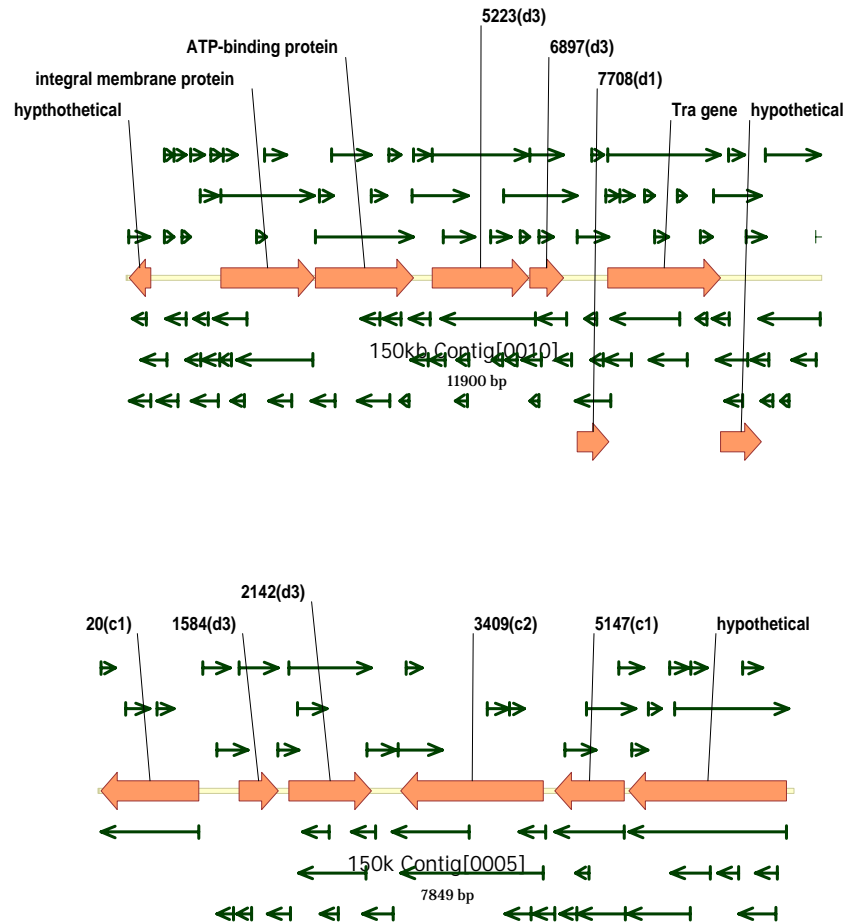 5223(d3)
ATP-binding protein
6897(d3)
integral membrane protein
7708(d1)
hypthothetical
Tra gene
hypothetical
150kb Contig[0010]
11900 bp
2142(d3)
20(c1)
1584(d3)
3409(c2)
5147(c1)
hypothetical
150k Contig[0005]
7849 bp